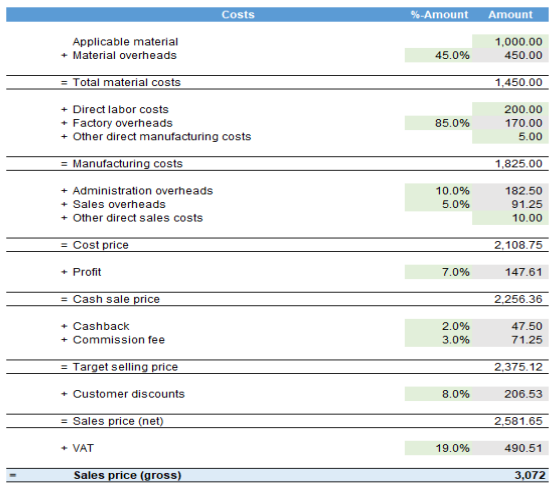 Costs %-Amount Amount
Applicable material 1,000.00
+ Material overheads 45.0% 450.00
= Total material costs 1,450.00
+ Direct labor costs 200.00
+ Factory overheads 85.0% 170.00
+ Other direct manufacturing costs 5.00
= Manufacturing costs 1,825.00
+ Administration overheads 10.0% 182.50
+ Sales overheads 5.0% 91.25
+ Other direct sales costs 10.00
= Cost price 2,108.75
+ Profit 7.0% 147.61
= Cash sale price 2,256.36
+ Cashback 2.0% 47.50
+ Commission fee 3.0% 71.25
= Target selling price 2,375.12
+ Customer discounts 8.0% 206.53
= Sales price (net) 2,581.65
+ VAT 19.0% 490.51
= Sales price (gross) 3,072